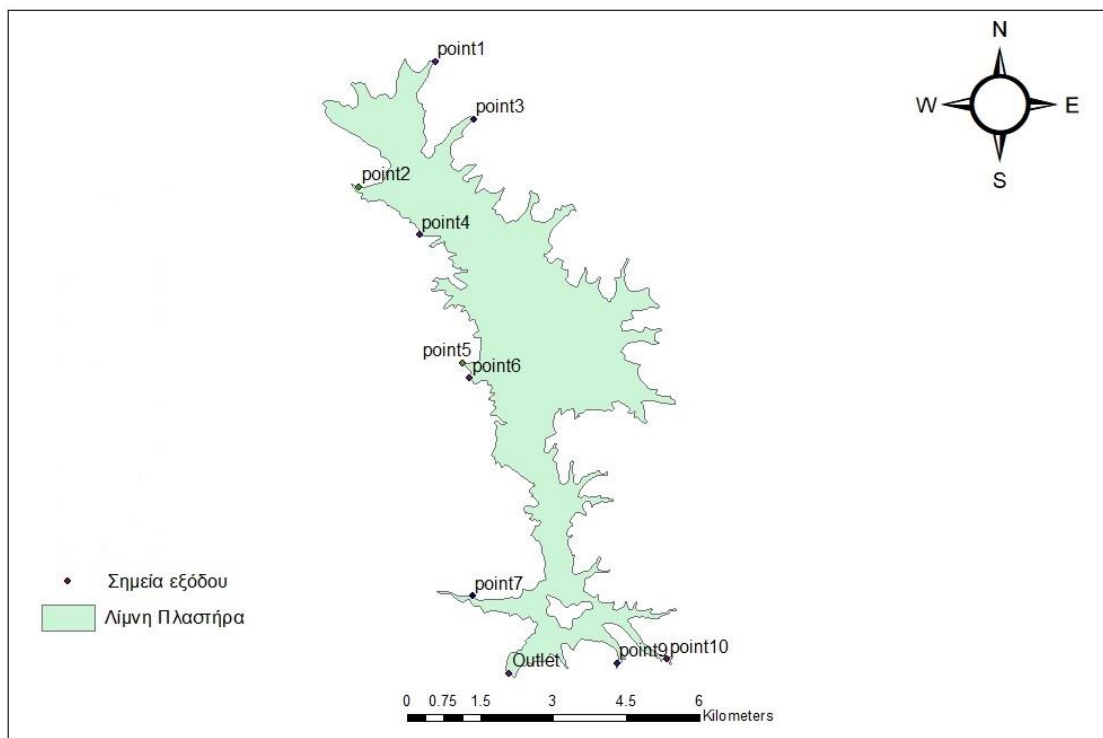 N
W E
S
point1
point3
point2
point4
point5
point6
point7
point9
point10
Outlet
Σημεία εξόδου
Λίμνη Πλαστήρα
0 0.75 1.5 3 4.5 6
Kilometers